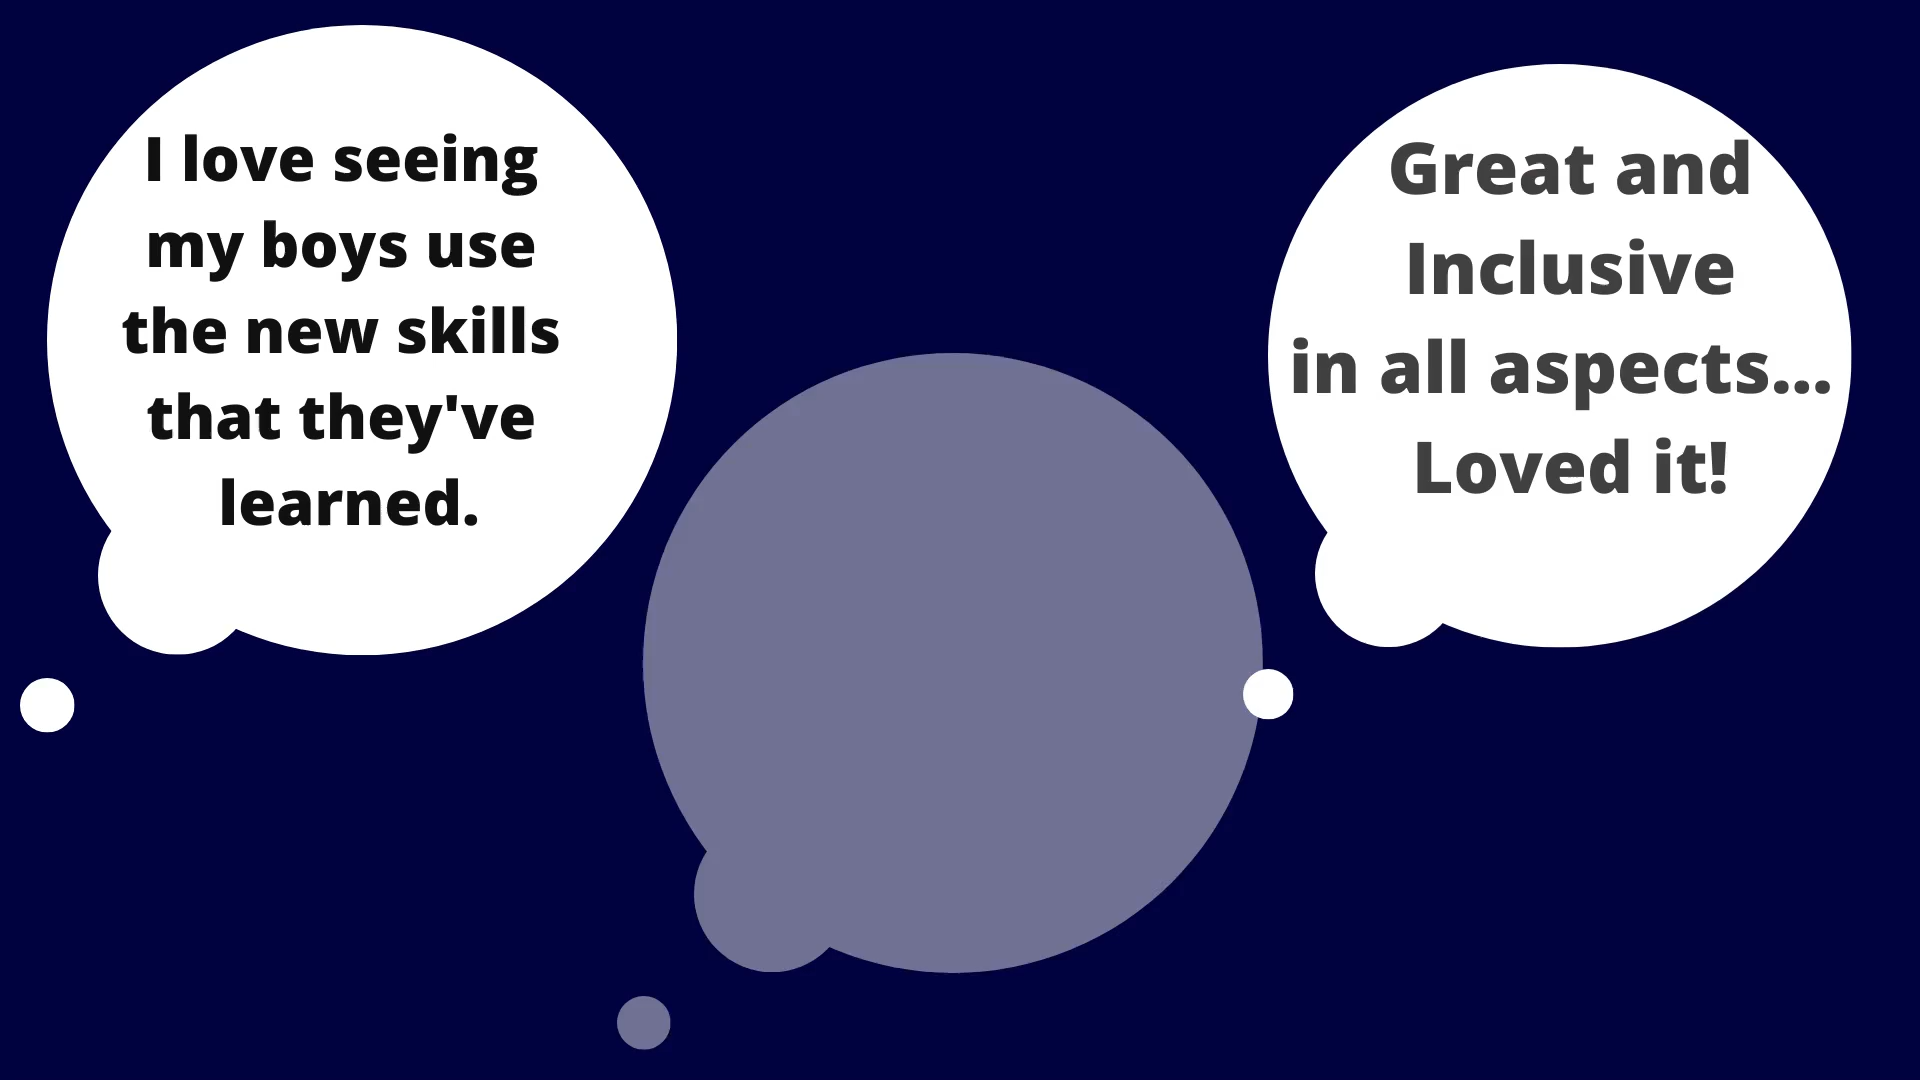 I love seeing
my boys use
the new skills
that they've
learned.
Great and
Inclusive
in all aspects...
Loved it!